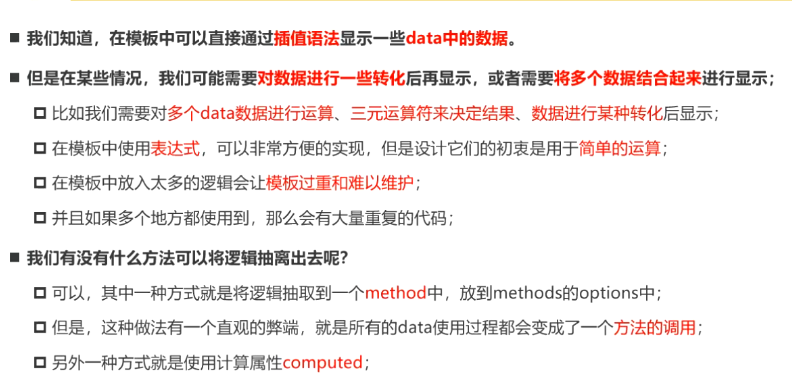 我们知道，在模板中可以直接通过插值语法显示一些data中的数据。
但是在某些情况，我们可能需要对数据进行一些转化后再显示，或者需要将多个数据结合起来进行显示；
比如我们需要对多个data数据进行运算、三元运算符来决定结果、数据进行某种转化后显示；
在模板中使用表达式，可以非常方便的实现，但是设计它们的初衷是用于简单的运算；
在模板中放入太多的逻辑会让模板过重和难以维护；
并且如果多个地方都使用到，那么会有大量重复的代码；
我们有没有什么方法可以将逻辑抽离出去呢？
可以，其中一种方式就是将逻辑抽取到一个method中，放到methods的options中；
但是，这种做法有一个直观的弊端，就是所有的data使用过程都会变成了一个方法的调用；
另外一种方式就是使用计算属性computed；